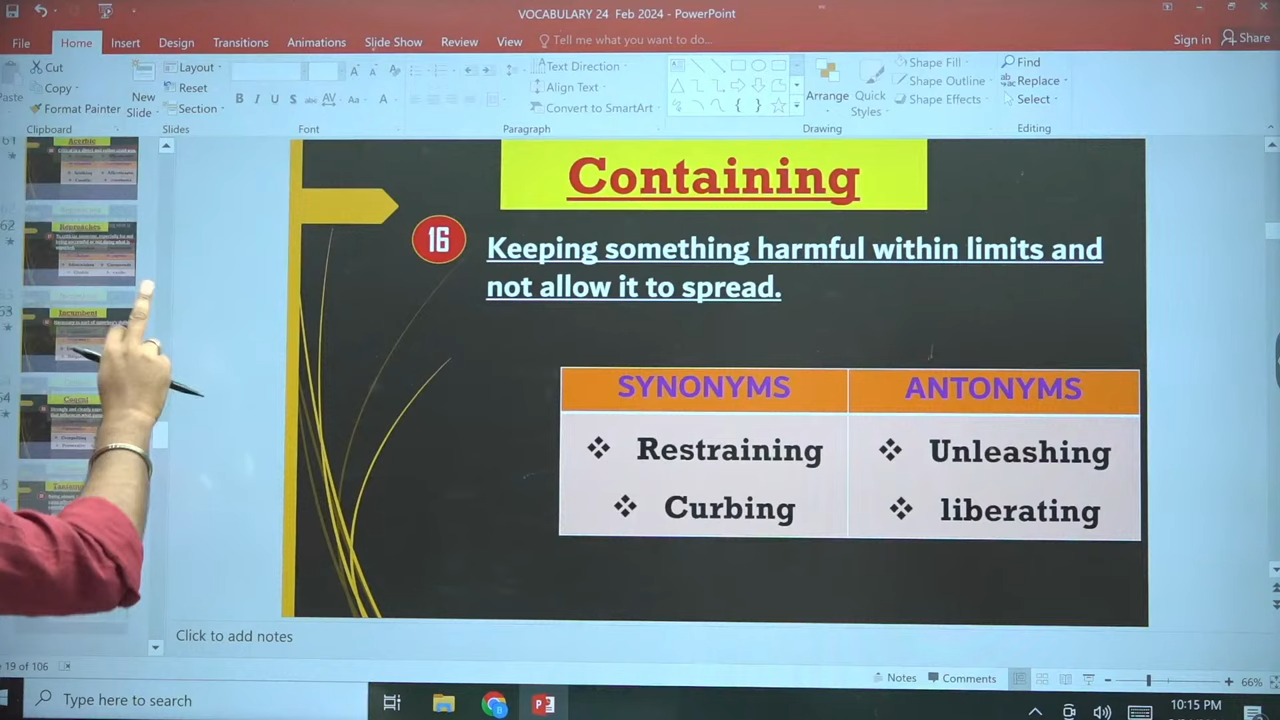 VOCABULARY 24 Feb 2024 - PowerPoint
File Home Insert Design Transitions Animations Slide Show Review View Tell me what you want to do... Sign in Share
Cut
Copy
Format Painter
Clipboard
New
Slide
Layout
Reset
Section
Slides
Font
Text Direction
Align Text
Convert to SmartArt
Paragraph
Arrange
Quick
Styles
Shape Fill
Shape Outline
Shape Effects
Drawing
Find
Replace
Select
Editing
Acerbic
62
Reproaches
Incumbent
Cogent
Containing
16
Keeping something harmful within limits and
not allow it to spread.
SYNONYMS ANTONYMS
Restraining Unleashing
Curbing liberating
Click to add notes
19 of 106
Notes Comments 66%
Type here to search
10:15 PM